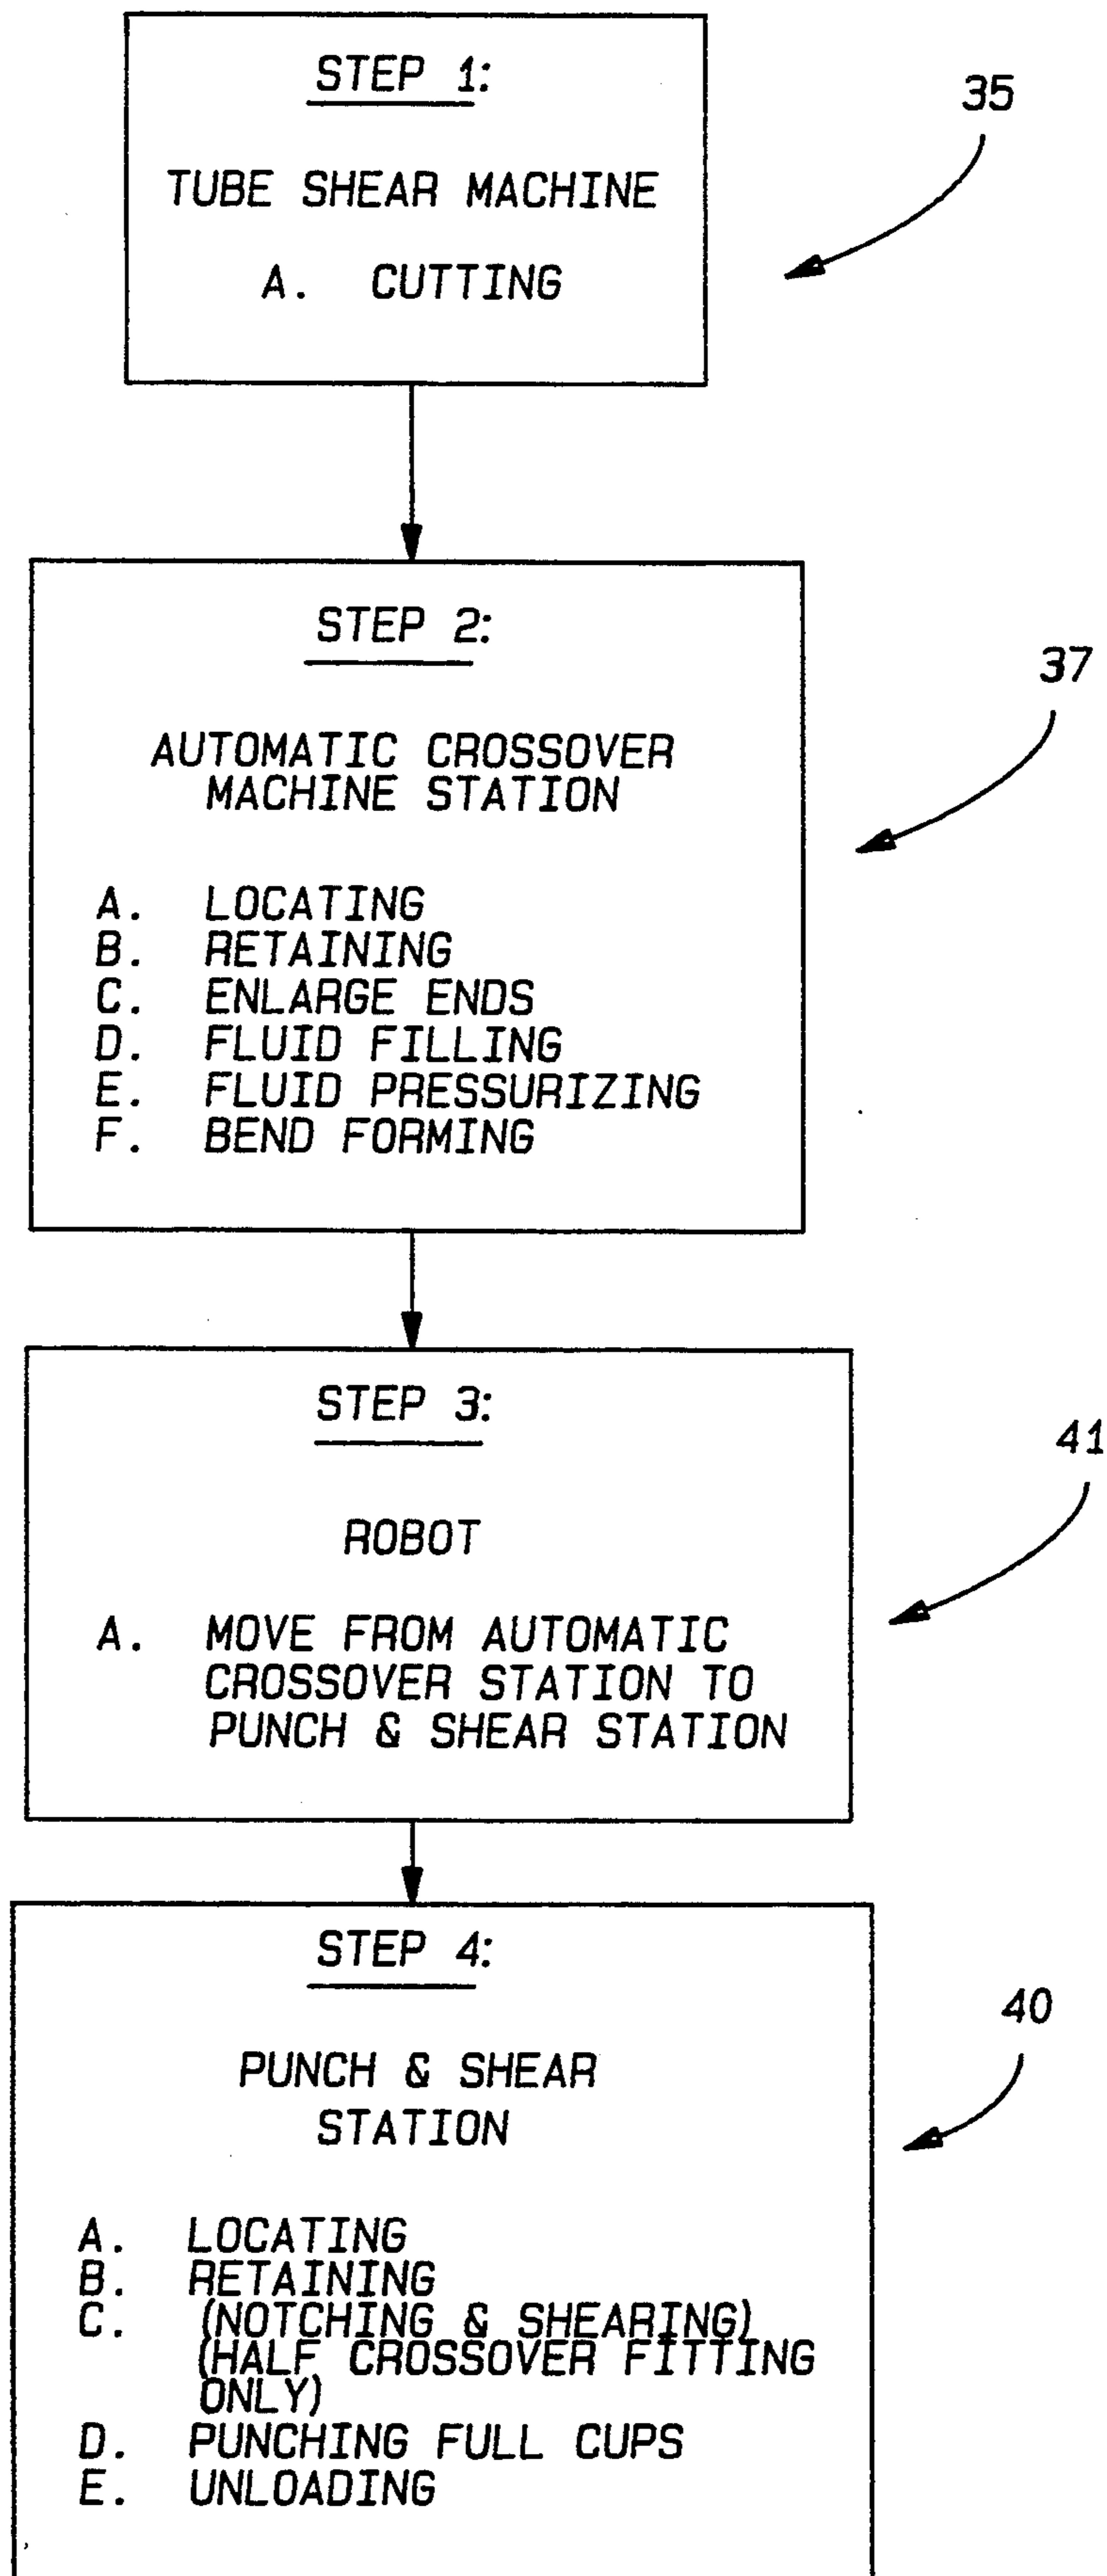 STEP 1:
TUBE SHEAR MACHINE
A. CUTTING
35
STEP 2:
AUTOMATIC CROSSOVER
MACHINE STATION
A. LOCATING
B. RETAINING
C. ENLARGE ENDS
D. FLUID FILLING
E. FLUID PRESSURIZING
F. BEND FORMING
37
STEP 3:
ROBOT
A. MOVE FROM AUTOMATIC
CROSSOVER STATION TO
PUNCH & SHEAR STATION
41
STEP 4:
PUNCH & SHEAR
STATION
A. LOCATING
B. RETAINING
C. (NOTCHING & SHEARING)
(HALF CROSSOVER FITTING
ONLY)
D. PUNCHING FULL CUPS
E. UNLOADING
40